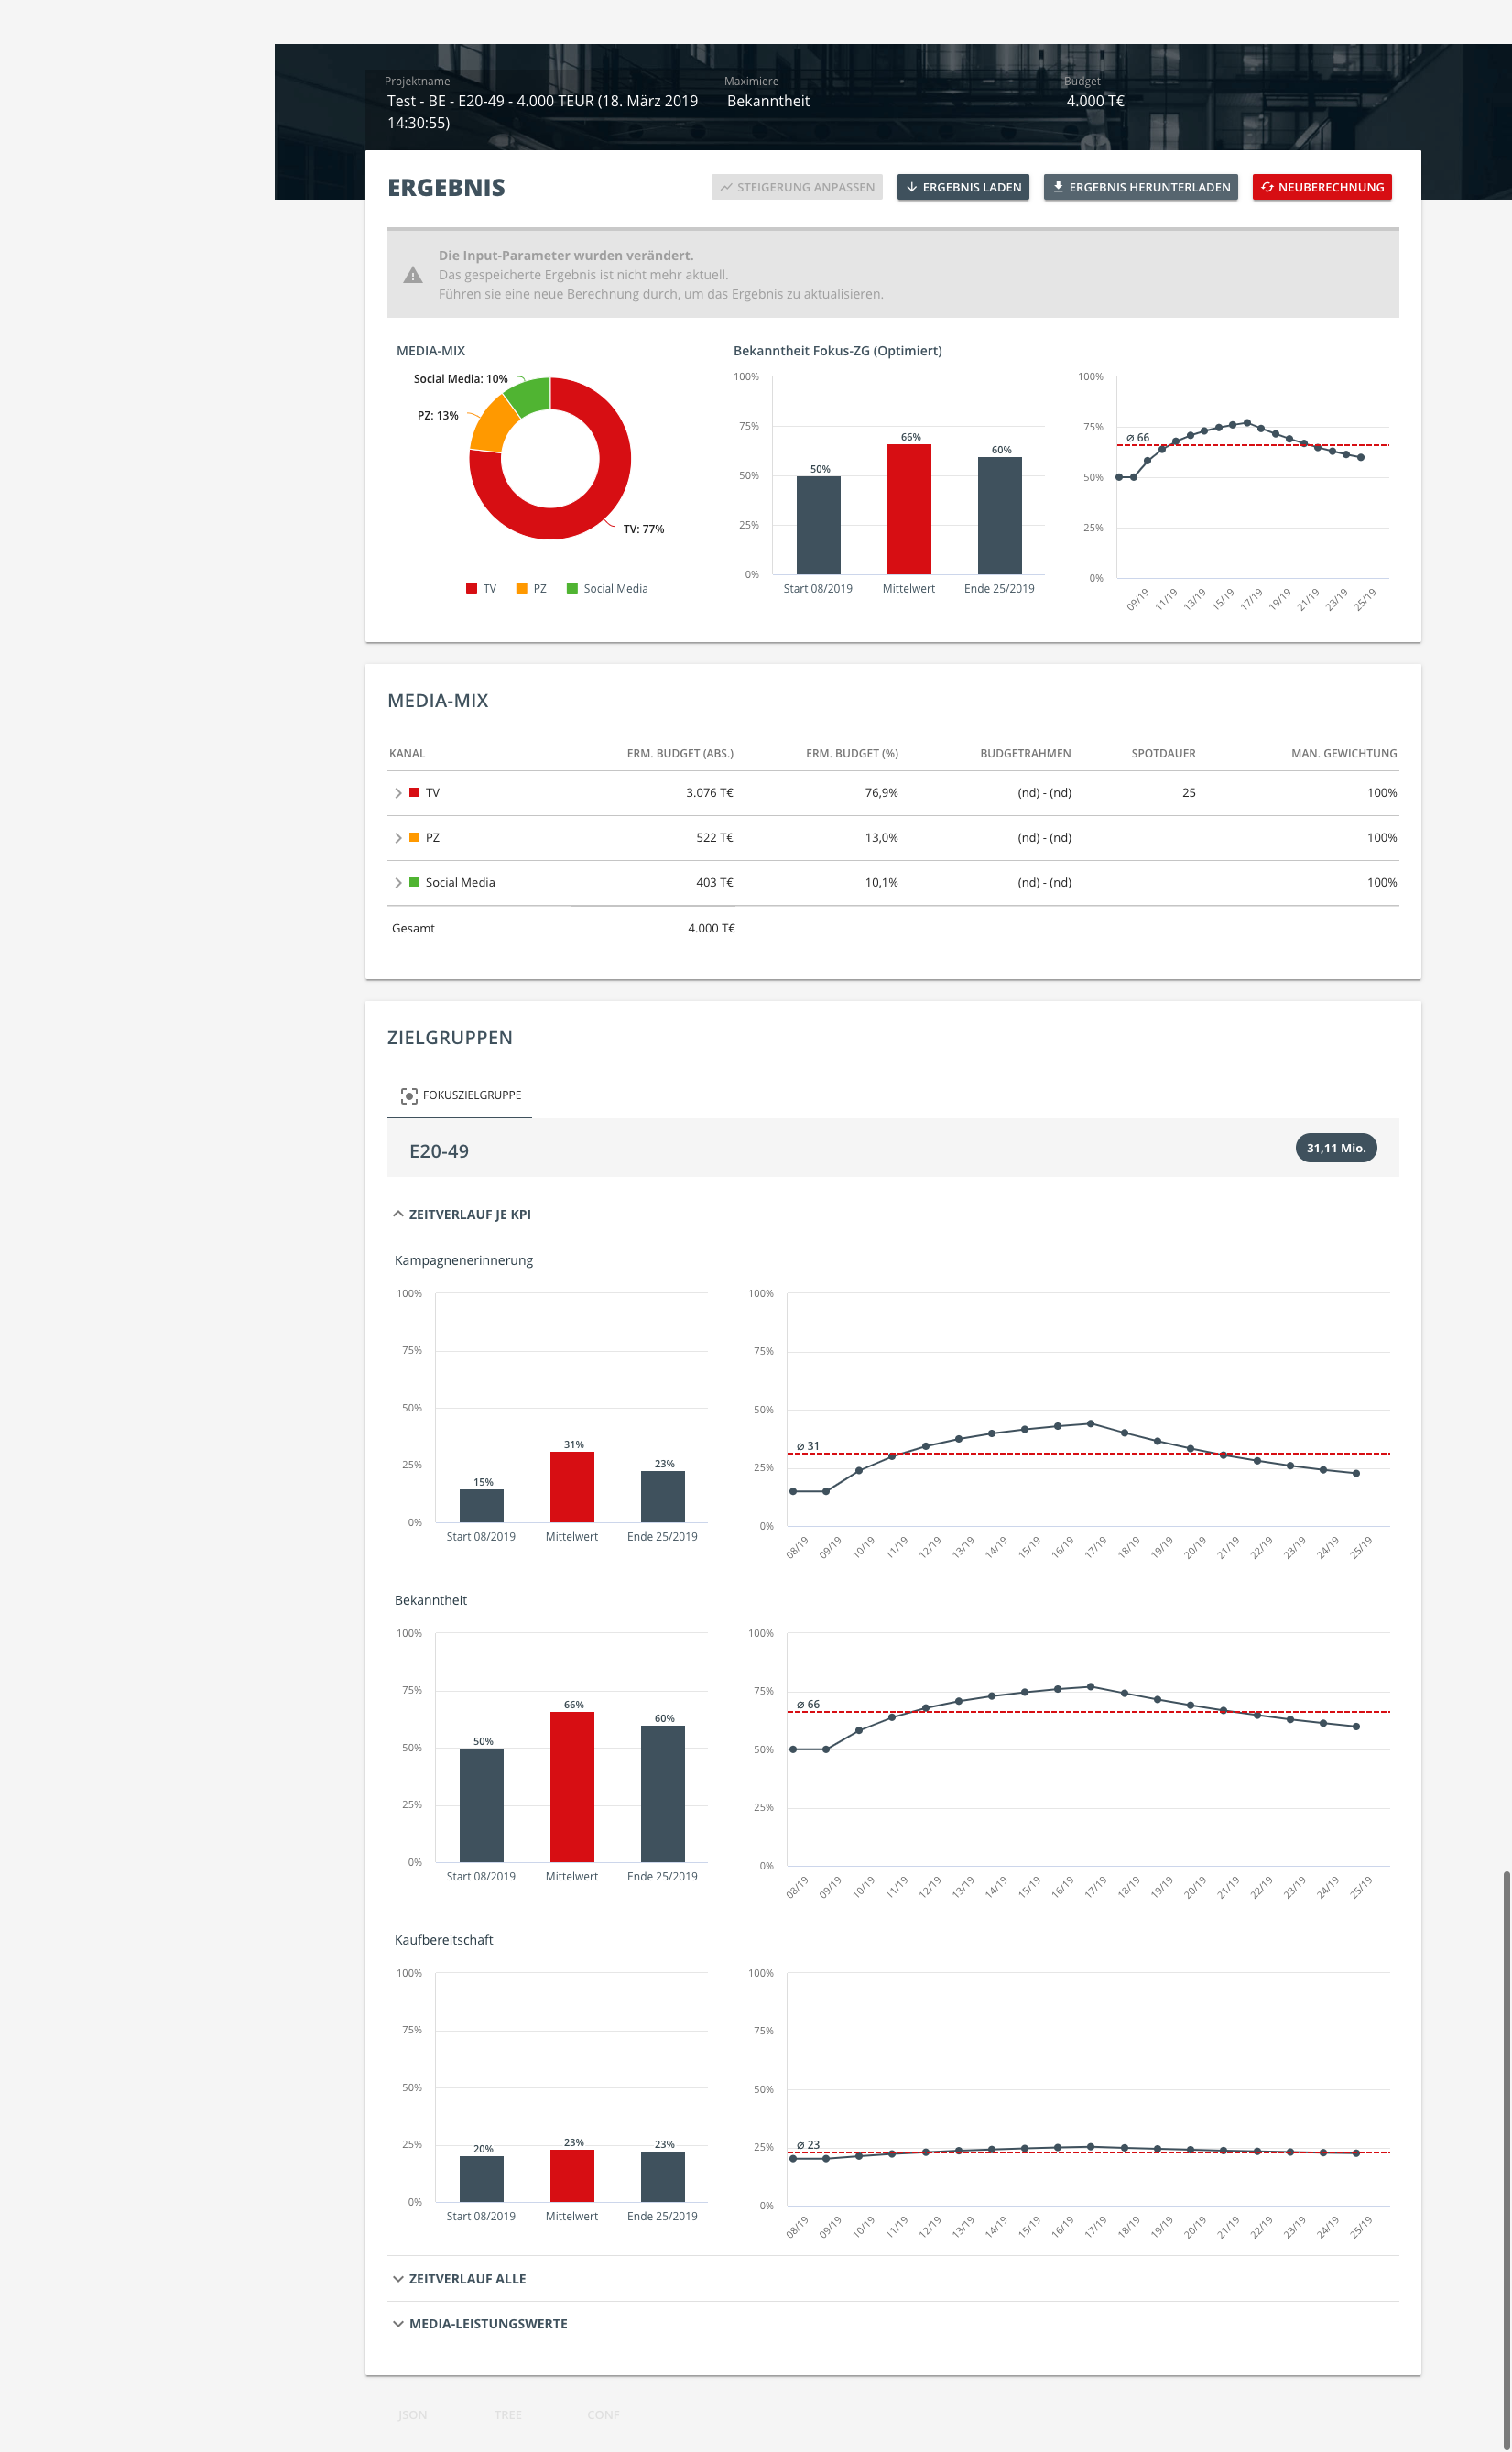 Projektname
Test - BE - E20-49 - 4.000 TEUR (18. März 2019
14:30:55)
Maximiere
Bekanntheit
Budget
4.000 T€
ERGEBNIS
STEIGERUNG ANPASSEN
ERGEBNIS LADEN
ERGEBNIS HERUNTERLADEN
NEUBERECHNUNG
Die Input-Parameter wurden verändert.
Das gespeicherte Ergebnis ist nicht mehr aktuell.
Führen sie eine neue Berechnung durch, um das Ergebnis zu aktualisieren.
MEDIA-MIX
Social Media: 10%
PZ: 13%
TV: 77%
TV PZ Social Media
Bekanntheit Fokus-ZG (Optimiert)
100%
75%
50%
25%
0%
50%
66%
60%
Start 08/2019 Mittelwert Ende 25/2019
100%
75%
50%
25%
0%
⌀ 66
09/19 11/19 13/19 15/19 17/19 19/19 21/19 23/19 25/19
MEDIA-MIX
KANAL ERM. BUDGET (ABS.) ERM. BUDGET (%) BUDGETRAHMEN SPOTDAUER MAN. GEWICHTUNG
TV 3.076 T€ 76,9% (nd) - (nd) 25 100%
PZ 522 T€ 13,0% (nd) - (nd) 100%
Social Media 403 T€ 10,1% (nd) - (nd) 100%
Gesamt 4.000 T€
ZIELGRUPPEN
FOKUSZIELGRUPPE
E20-49
31,11 Mio.
ZEITVERLAUF JE KPI
Kampagnenerinnerung
100%
75%
50%
25%
0%
15%
31%
23%
Start 08/2019 Mittelwert Ende 25/2019
100%
75%
50%
25%
0%
⌀ 31
08/19 09/19 10/19 11/19 12/19 13/19 14/19 15/19 16/19 17/19 18/19 19/19 20/19 21/19 22/19 23/19 24/19 25/19
Bekanntheit
100%
75%
50%
25%
0%
50%
66%
60%
Start 08/2019 Mittelwert Ende 25/2019
100%
75%
50%
25%
0%
⌀ 66
08/19 09/19 10/19 11/19 12/19 13/19 14/19 15/19 16/19 17/19 18/19 19/19 20/19 21/19 22/19 23/19 24/19 25/19
Kaufbereitschaft
100%
75%
50%
25%
0%
20%
23%
23%
Start 08/2019 Mittelwert Ende 25/2019
100%
75%
50%
25%
0%
⌀ 23
08/19 09/19 10/19 11/19 12/19 13/19 14/19 15/19 16/19 17/19 18/19 19/19 20/19 21/19 22/19 23/19 24/19 25/19
ZEITVERLAUF ALLE
MEDIA-LEISTUNGSWERTE
JSON TREE CONF